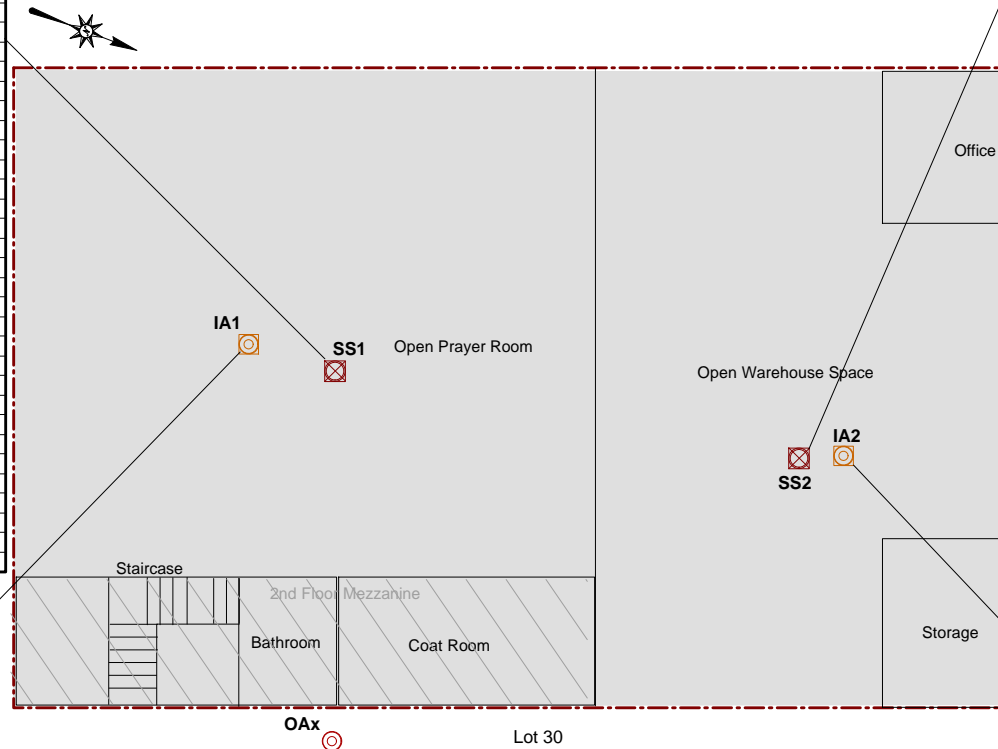 Office
IA1
SS1
Open Prayer Room
Open Warehouse Space
IA2
SS2
Staircase
2nd Floor Mezzanine
Bathroom
Coat Room
Storage
OAx
Lot 30